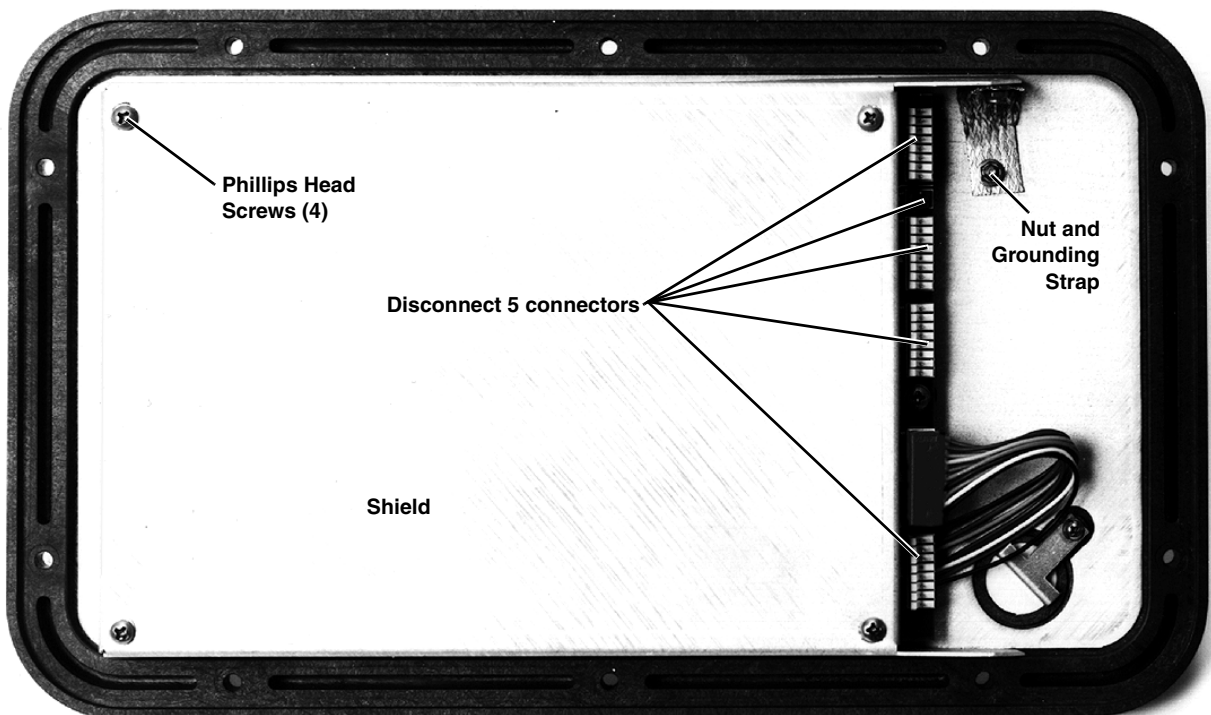 Phillips Head
Screws (4)
Nut and
Grounding
Strap
Disconnect 5 connectors
Shield